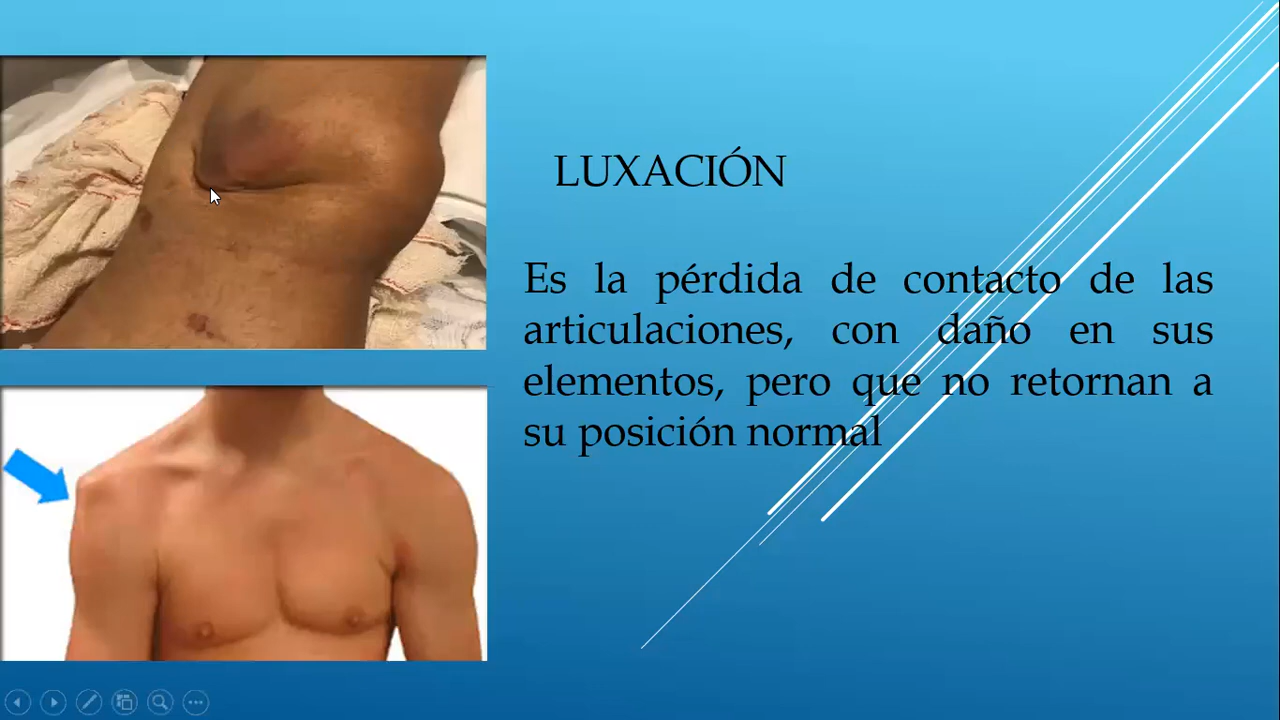 LUXACIÓN
Es la pérdida de contacto de las
articulaciones, con daño en sus
elementos, pero que no retornan a
su posición normal